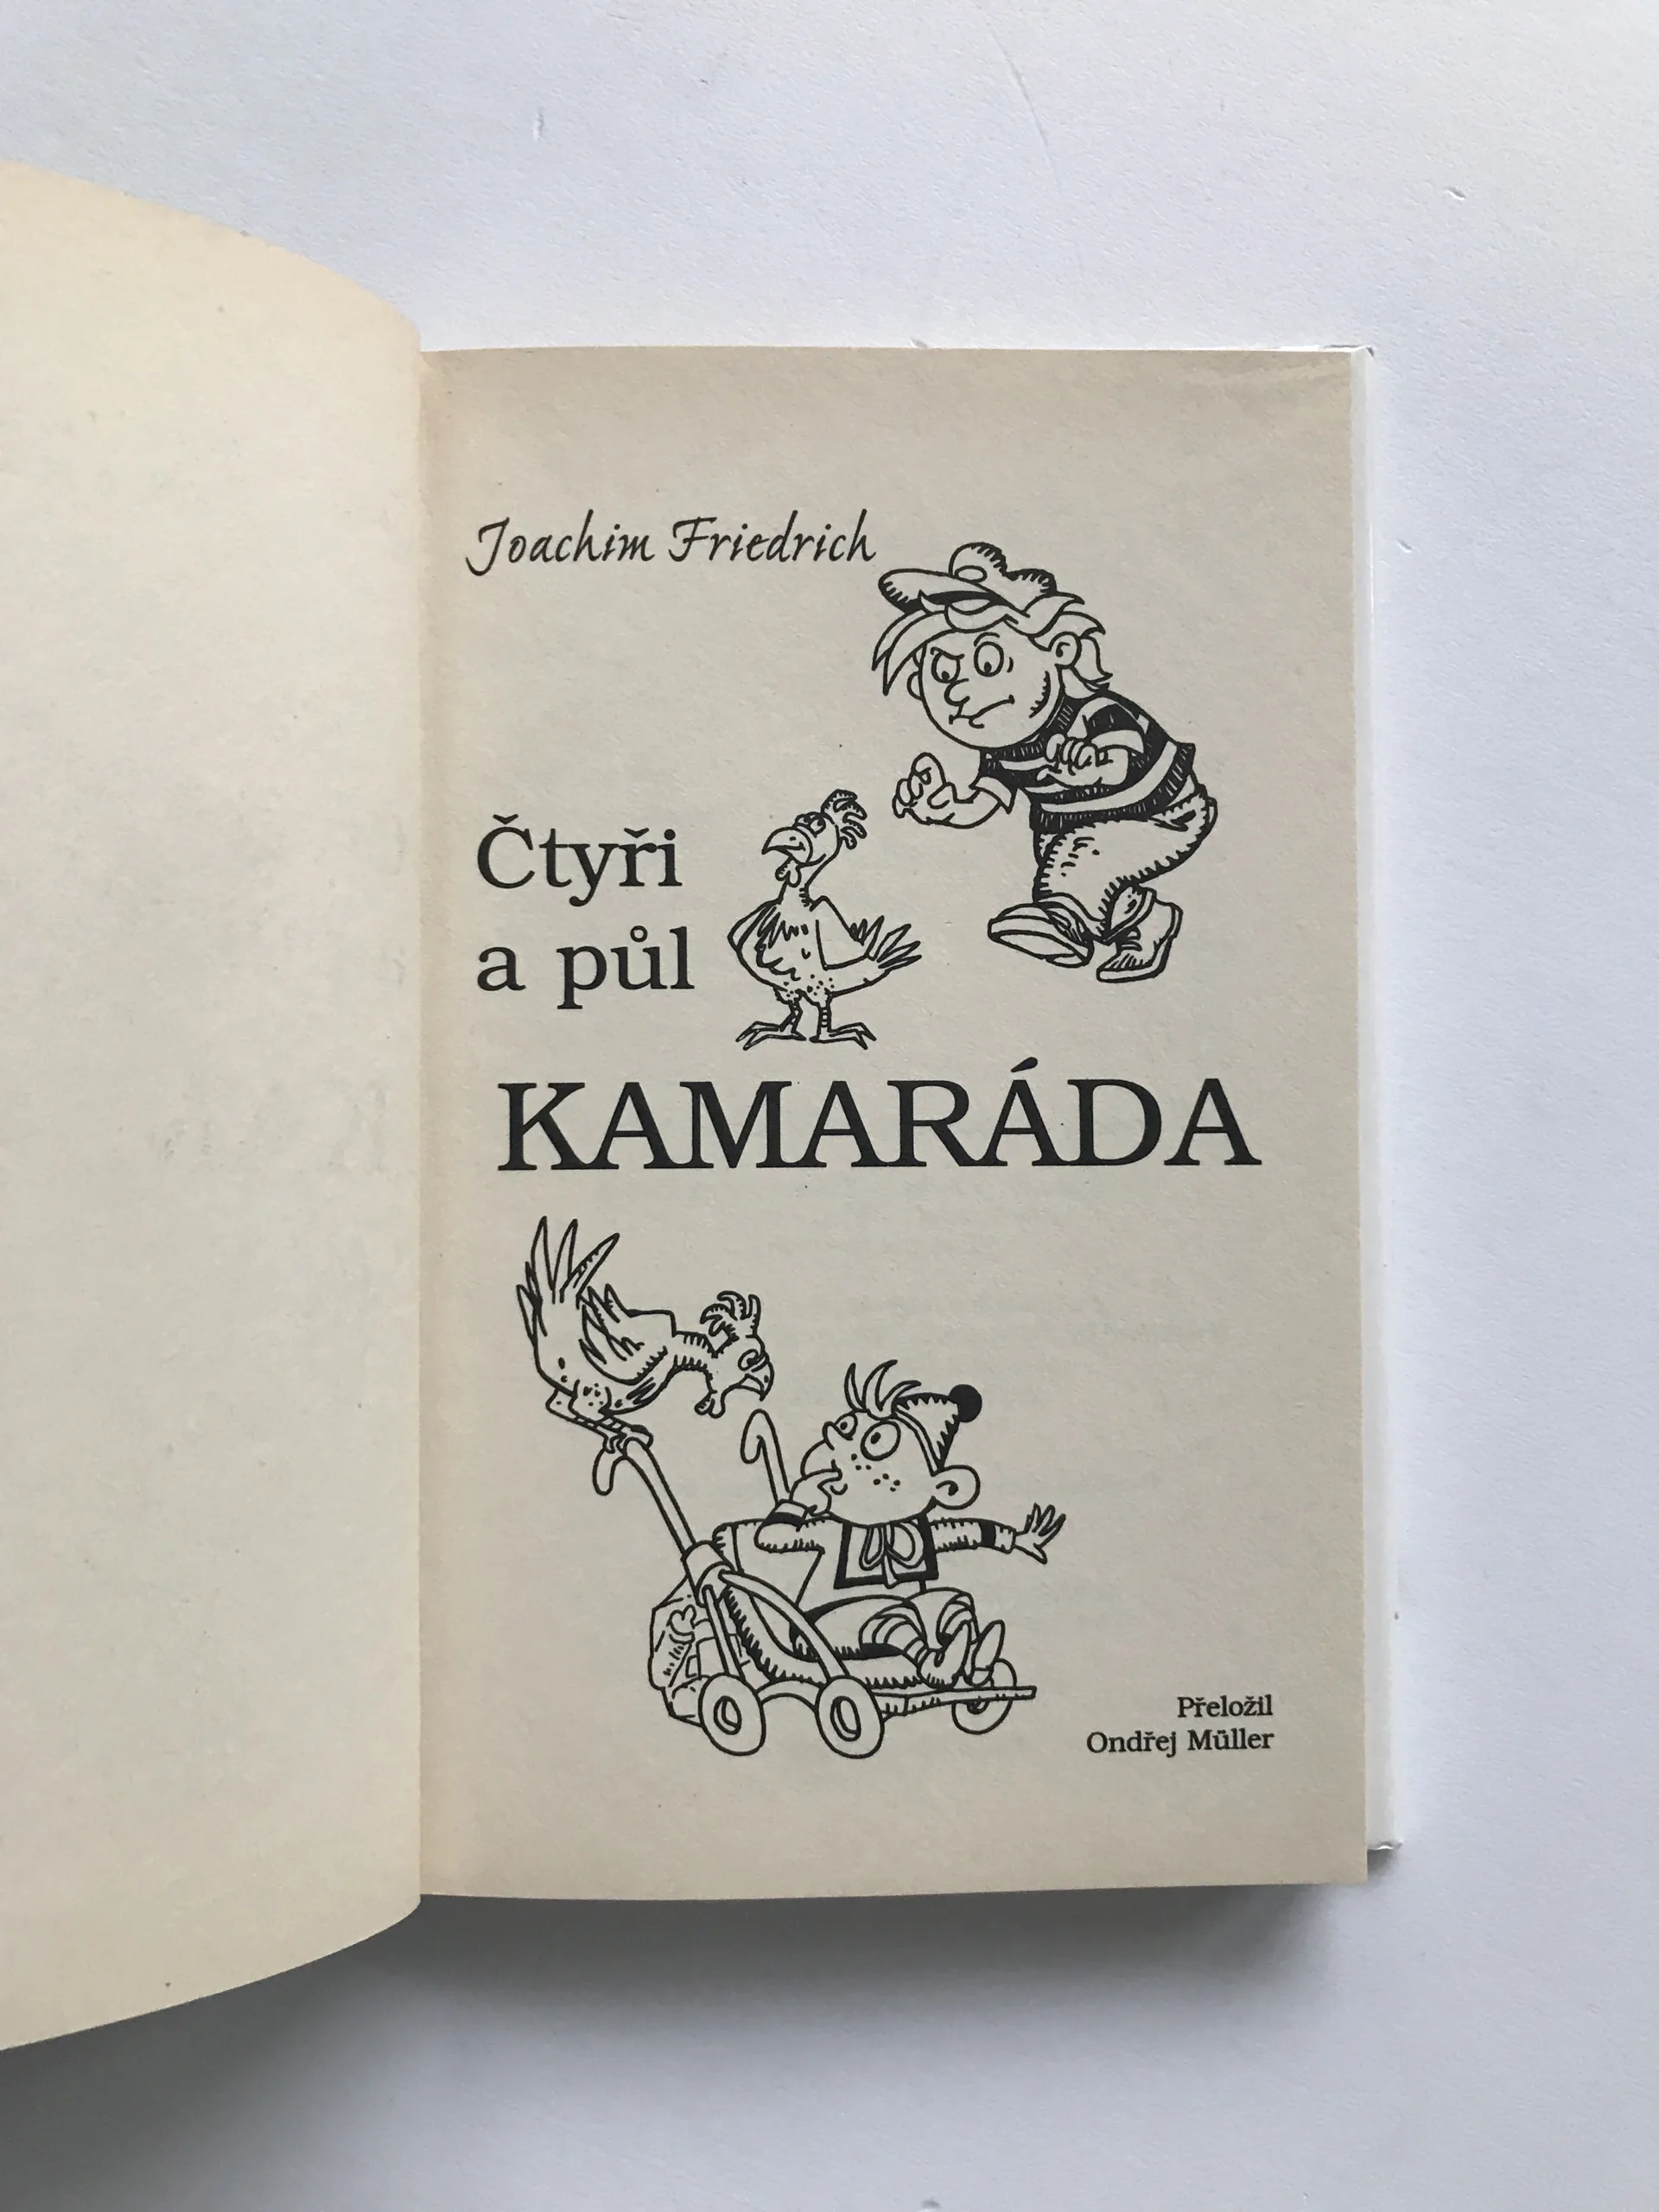 Joachim Friedrich
Čtyři
a půl
KAMARÁDA
Přeložil
Ondřej Müller